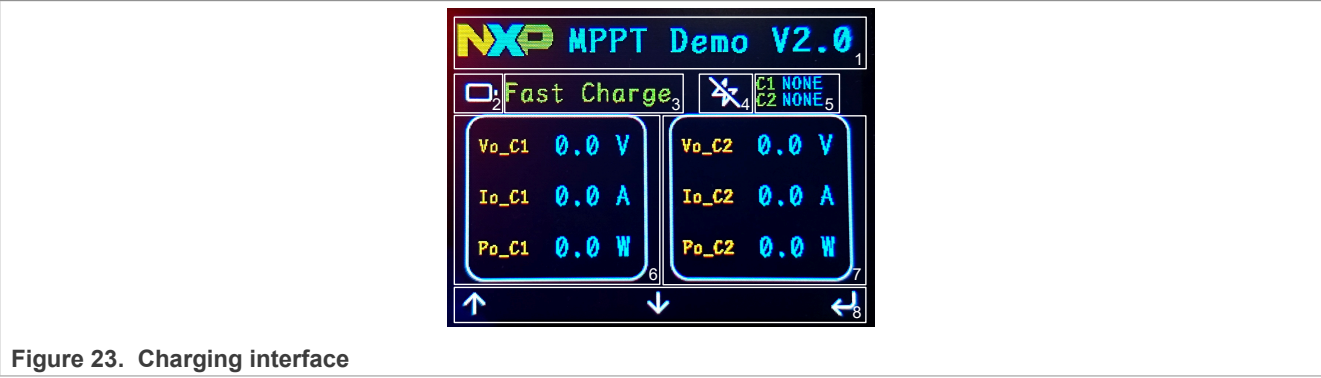 NXP MPPT Demo V2.0
1
Fast Charge
2
3
4
C1 NONE
C2 NONE
5
Vo_C1 0.0 V
Io_C1 0.0 A
Po_C1 0.0 W
6
Vo_C2 0.0 V
Io_C2 0.0 A
Po_C2 0.0 W
7
8
Figure 23. Charging interface